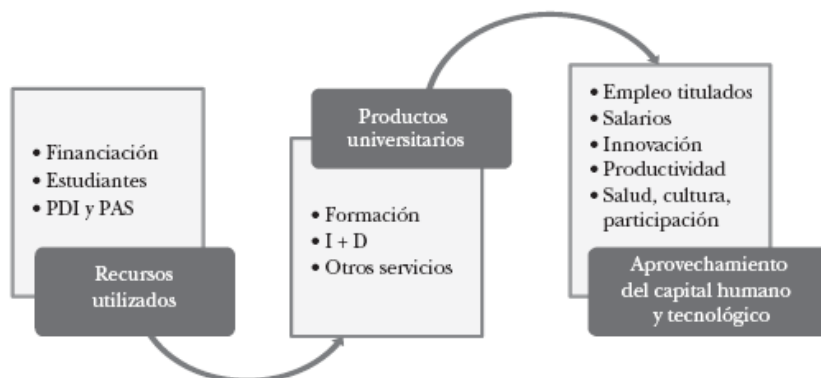 • Financiación
• Estudiantes
• PDI y PAS
Recursos
utilizados
Productos
universitarios
• Formación
• I + D
• Otros servicios
• Empleo titulados
• Salarios
• Innovación
• Productividad
• Salud, cultura,
participación
Aprovechamiento
del capital humano
y tecnológico